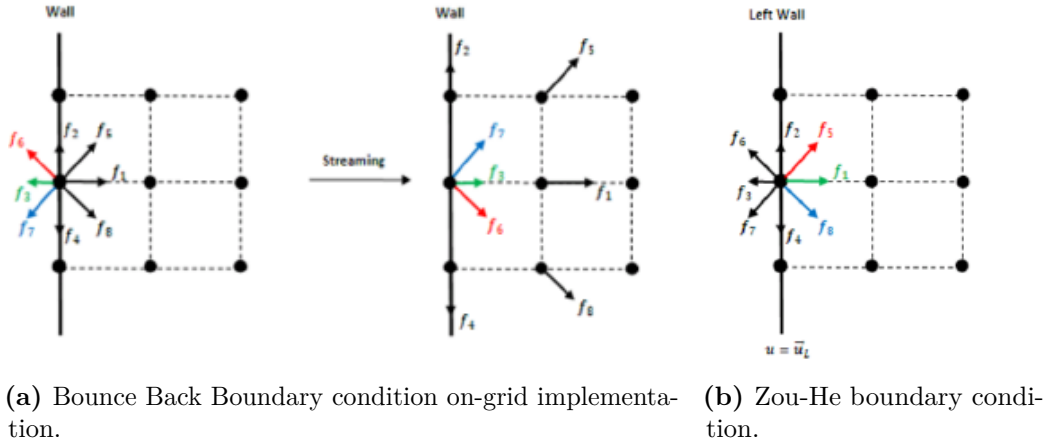 Wall
f6
f2
f5
f1
f3
f7
f4
f8
Streaming
Wall
f2
f5
f7
f3
f1
f6
f8
f4
Left Wall
f2
f5
f6
f1
f3
f7
f4
f8
u = u̅L
(a) Bounce Back Boundary condition on-grid implementa-
tion.
(b) Zou-He boundary condi-
tion.